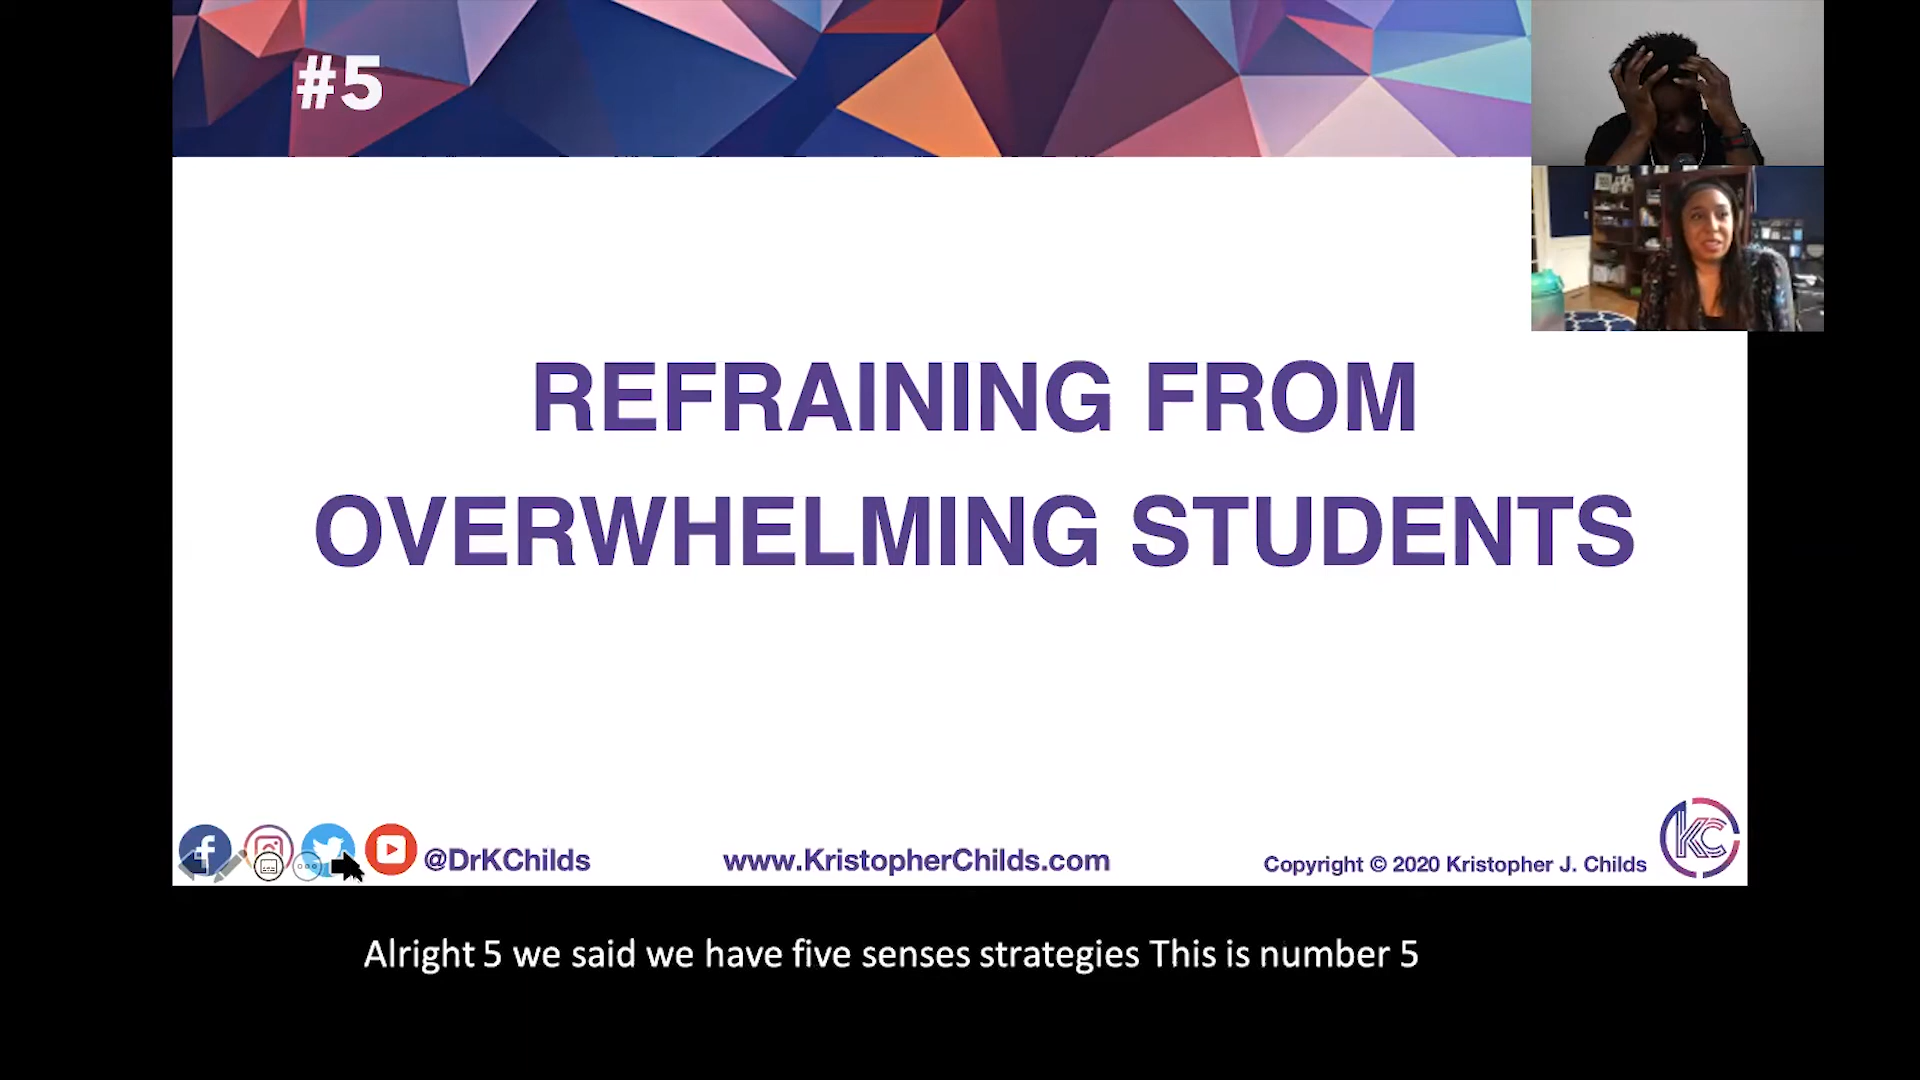 #5
REFRAINING FROM
OVERWHELMING STUDENTS
@DrKChilds
www.KristopherChilds.com
Copyright © 2020 Kristopher J. Childs
KC
Alright 5 we said we have five senses strategies This is number 5